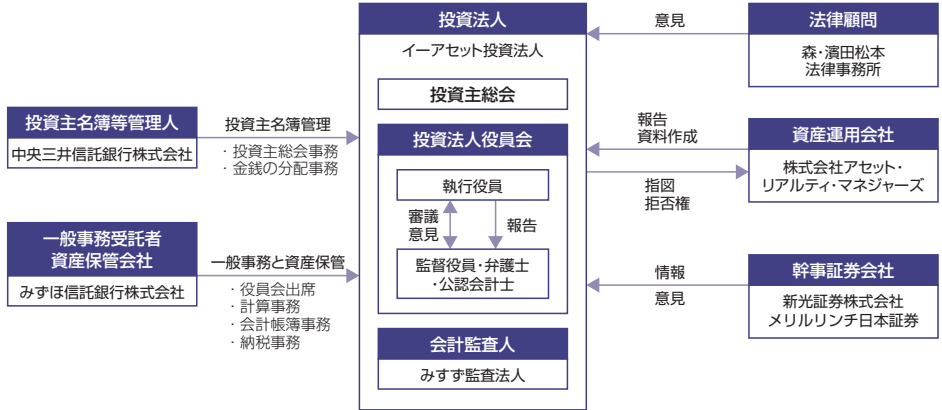 投資主名簿等管理人
中央三井信託銀行株式会社
投資主名簿管理
・投資主総会事務
・金銭の分配事務
一般事務受託者
資産保管会社
みずほ信託銀行株式会社
一般事務と資産保管
・役員会出席
・計算事務
・会計帳簿事務
・納税事務
投資法人
イーアセット投資法人
投資主総会
投資法人役員会
執行役員
審議
意見
報告
監督役員・弁護士
・公認会計士
会計監査人
みすず監査法人
意見
法律顧問
森・濱田松本
法律事務所
報告
資料作成
指図
拒否権
資産運用会社
株式会社アセット・
リアルティ・マネジャーズ
情報
意見
幹事証券会社
新光証券株式会社
メリルリンチ日本証券